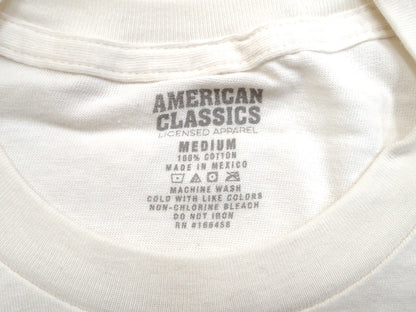 AMERICAN
CLASSICS
LICENSED APPAREL
MEDIUM
100% COTTON
MADE IN MEXICO
MACHINE WASH
COLD WITH LIKE COLORS
NON-CHLORINE BLEACH
DO NOT IRON
RN #166458